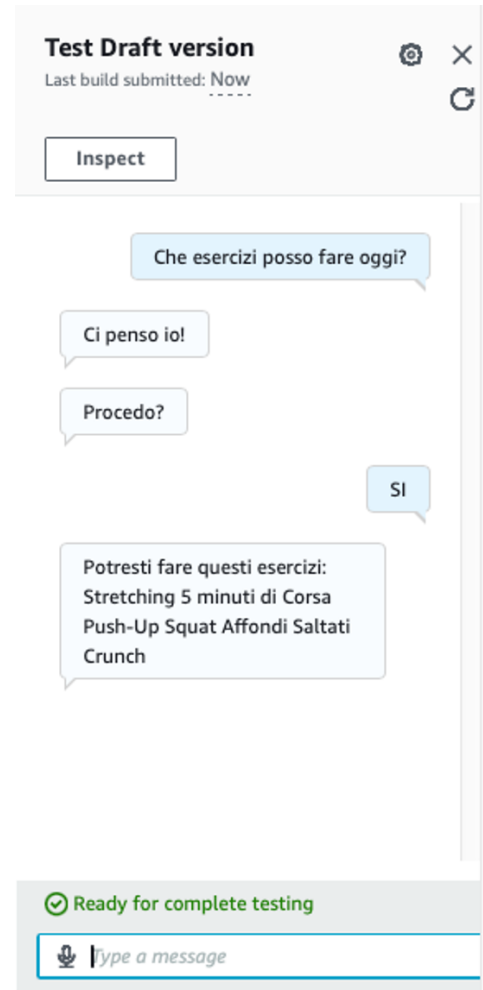 Test Draft version
Last build submitted: Now
Inspect
Che esercizi posso fare oggi?
Ci penso io!
Procedo?
SI
Potresti fare questi esercizi:
Stretching 5 minuti di Corsa
Push-Up Squat Affondi Saltati
Crunch
Ready for complete testing
Type a message